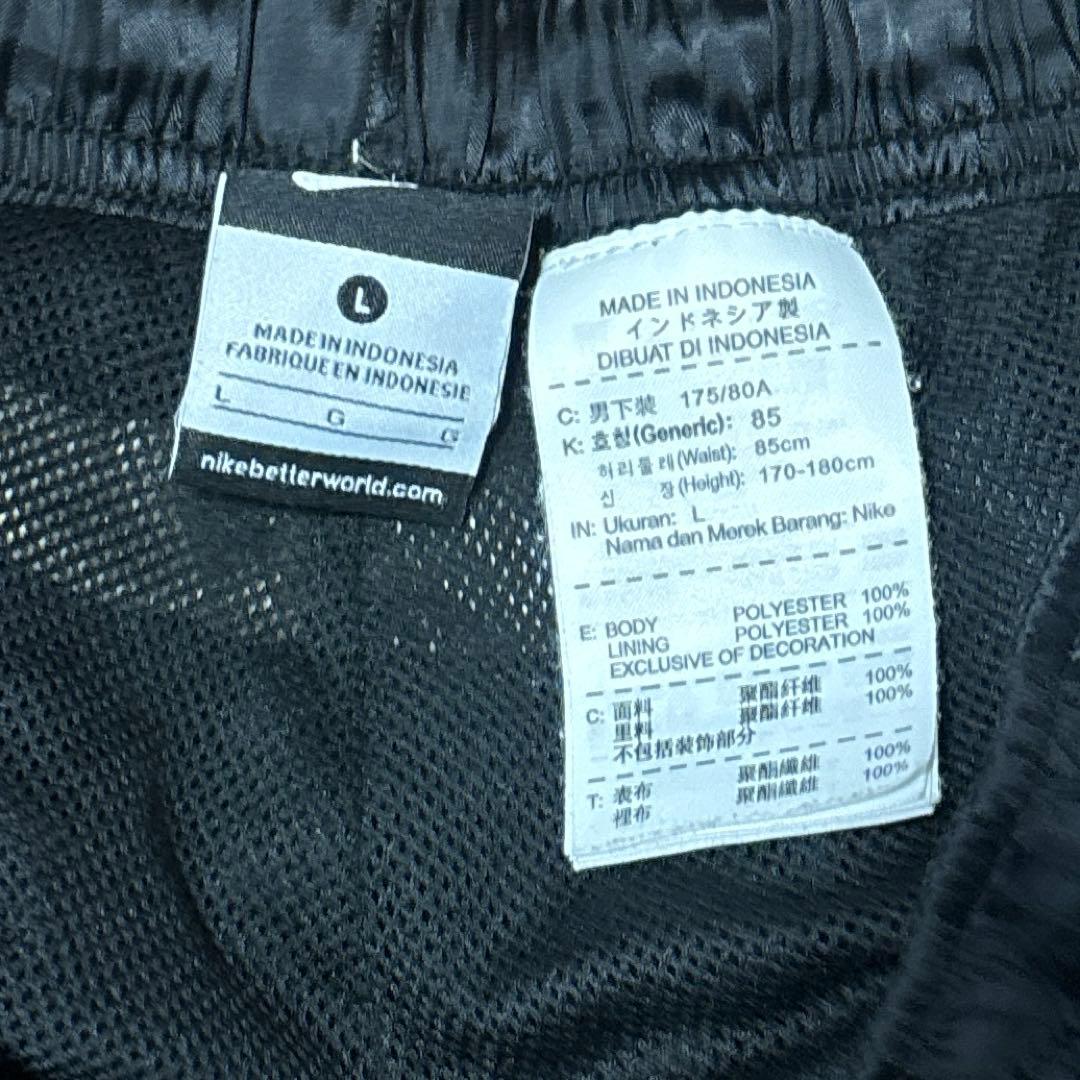 L
MADE IN INDONESIA
FABRIQUE EN INDONESIE
L G G
nikebetterworld.com
MADE IN INDONESIA
インドネシア製
DIBUAT DI INDONESIA
C: 男下裝 175/80A
K: 호칭(Generic): 85
허리둘레(Waist): 85cm
신 장(Height): 170-180cm
IN: Ukuran: L
Nama dan Merek Barang: Nike
E: BODY POLYESTER 100%
LINING POLYESTER 100%
EXCLUSIVE OF DECORATION
C: 面料 聚酯纤维 100%
里料 聚酯纤维 100%
不包括装饰部分
T: 表布 聚酯纖維 100%
裡布 聚酯纖維 100%